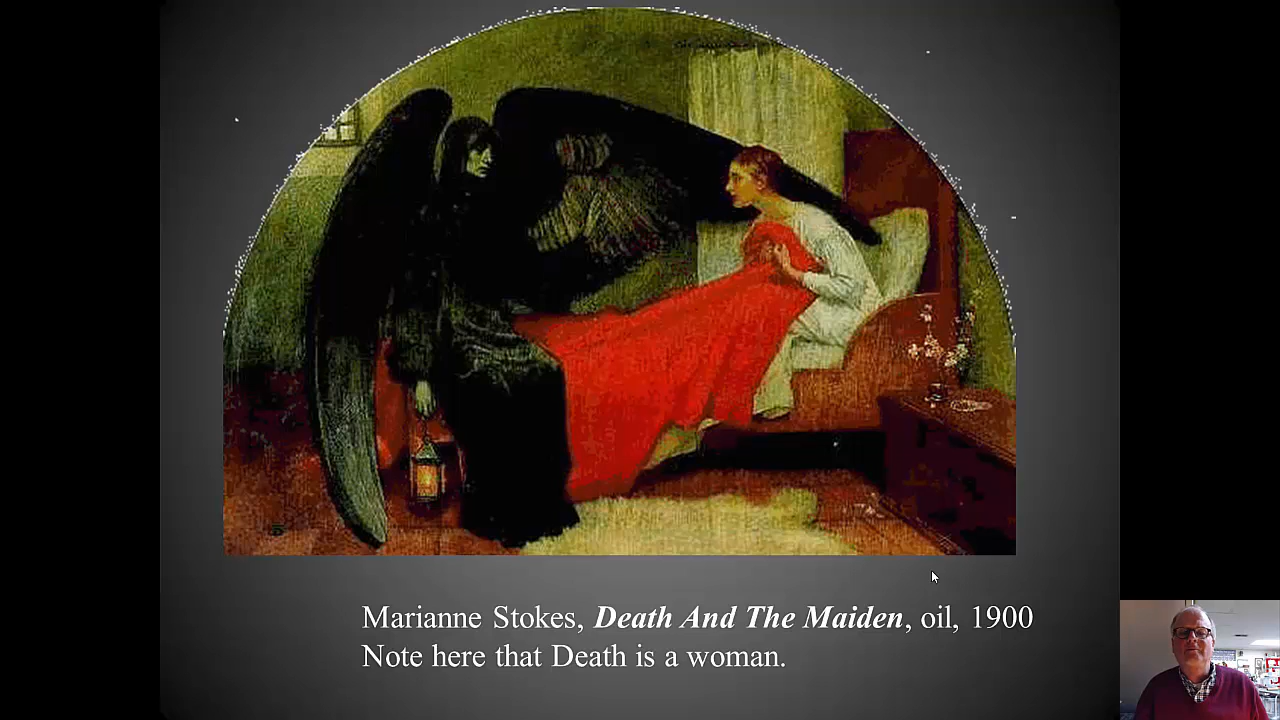 Marianne Stokes, Death And The Maiden, oil, 1900
Note here that Death is a woman.